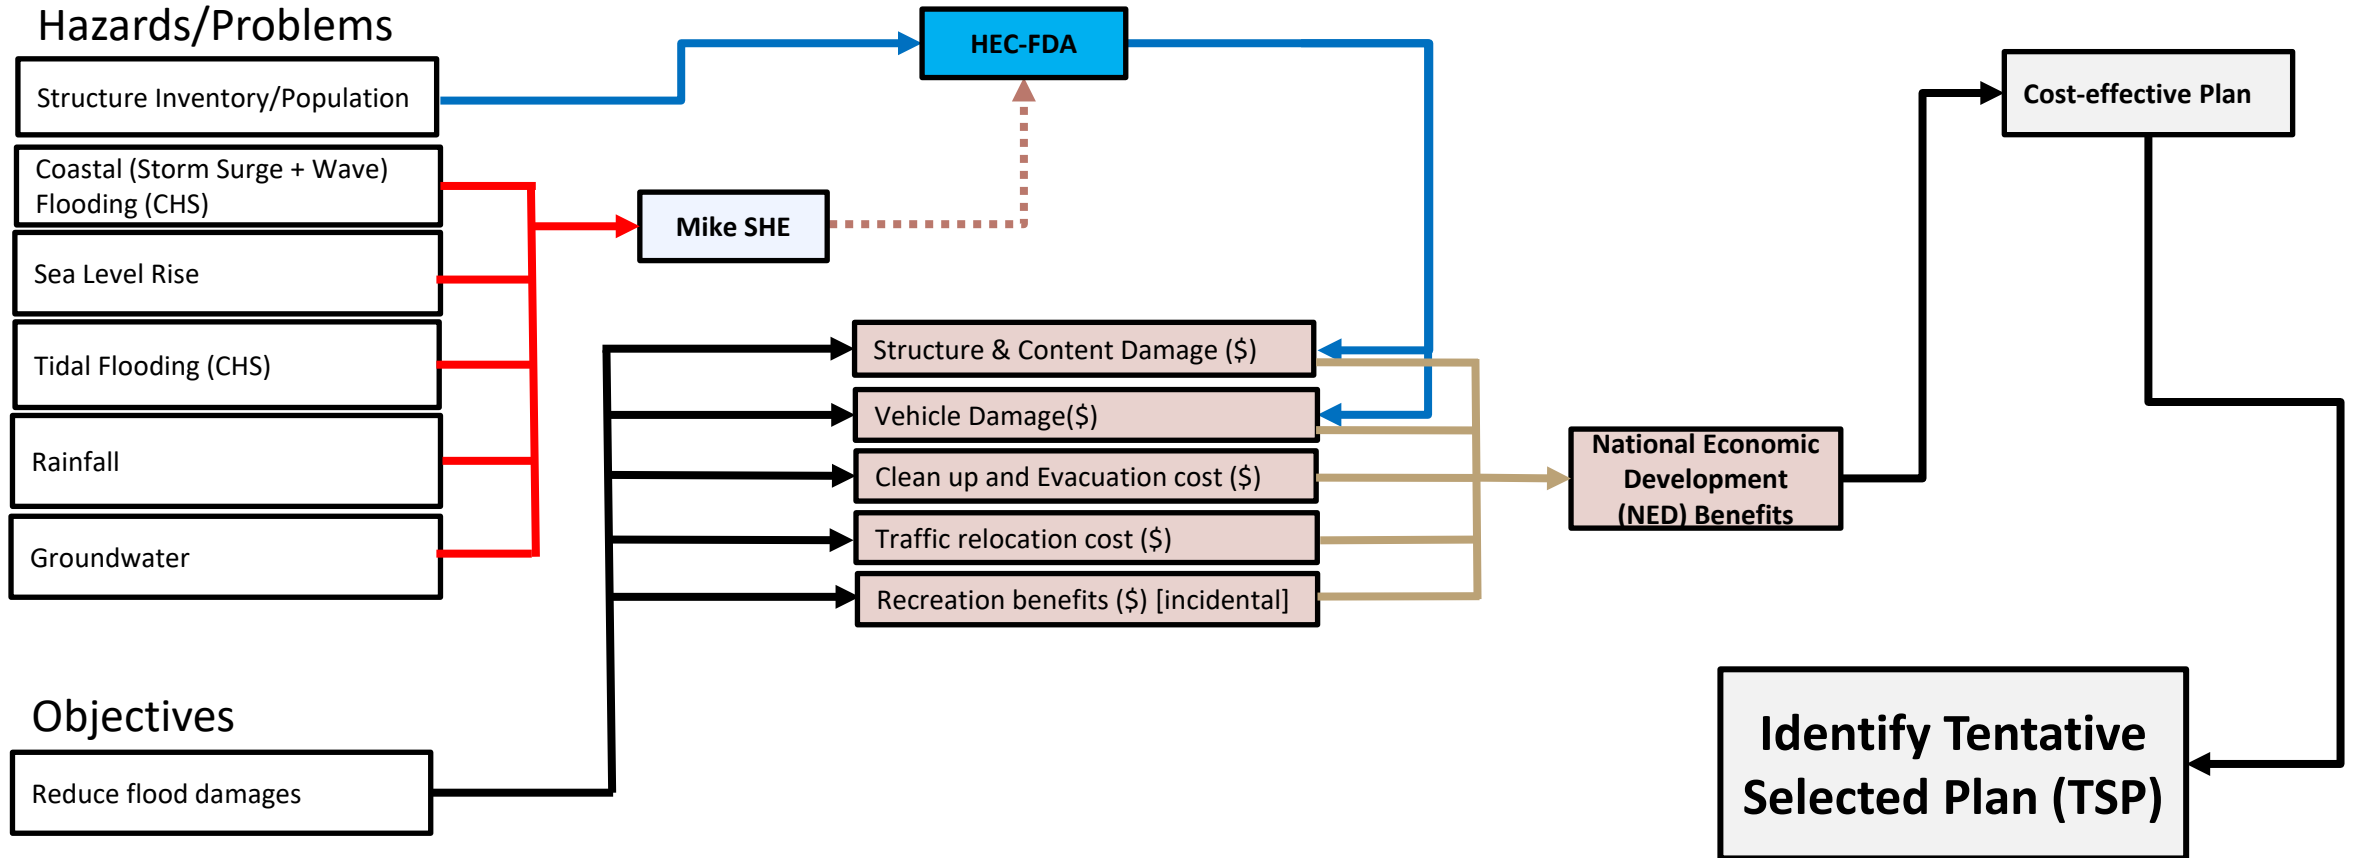 Hazards/Problems
Structure Inventory/Population
Coastal (Storm Surge + Wave)
Flooding (CHS)
Sea Level Rise
Tidal Flooding (CHS)
Rainfall
Groundwater
Objectives
Reduce flood damages
HEC-FDA
Mike SHE
Structure & Content Damage ($)
Vehicle Damage($)
Clean up and Evacuation cost ($)
Traffic relocation cost ($)
Recreation benefits ($) [incidental]
National Economic
Development
(NED) Benefits
Cost-effective Plan
Identify Tentative
Selected Plan (TSP)